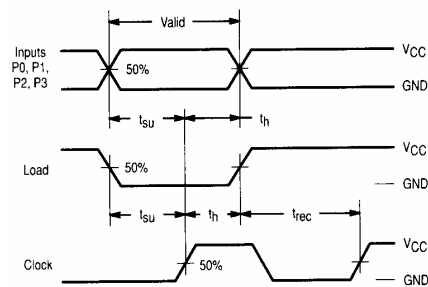 Valid
Inputs
P0, P1,
P2, P3
50%
VCC
GND
tsu
th
Load
50%
VCC
GND
tsu
th
trec
Clock
50%
VCC
GND